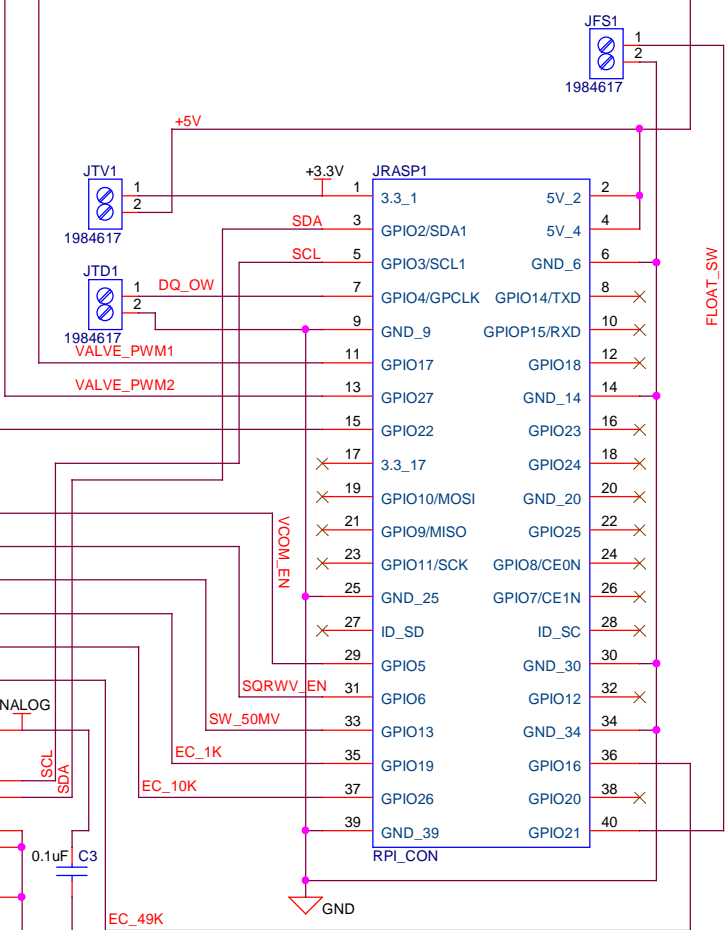 JFS1
1
2
1984617
+5V
JTV1
1
2
1984617
+3.3V
JRASP1
1 3.3_1 5V_2 2
SDA 3 GPIO2/SDA1 5V_4 4
SCL 5 GPIO3/SCL1 GND_6 6
JTD1
1
2
1984617
DQ_OW 7 GPIO4/GPCLK GPIO14/TXD 8
9 GND_9 GPIOP15/RXD 10
VALVE_PWM1 11 GPIO17 GPIO18 12
VALVE_PWM2 13 GPIO27 GND_14 14
15 GPIO22 GPIO23 16
17 3.3_17 GPIO24 18
19 GPIO10/MOSI GND_20 20
21 GPIO9/MISO GPIO25 22
23 GPIO11/SCK GPIO8/CE0N 24
25 GND_25 GPIO7/CE1N 26
27 ID_SD ID_SC 28
29 GPIO5 GND_30 30
SQRWV_EN 31 GPIO6 GPIO12 32
SW_50MV 33 GPIO13 GND_34 34
EC_1K 35 GPIO19 GPIO16 36
EC_10K 37 GPIO26 GPIO20 38
39 GND_39 GPIO21 40
RPI_CON
VCOM_EN
FLOAT_SW
NALOG
SCL
SDA
0.1uF C3
GND
EC_49K